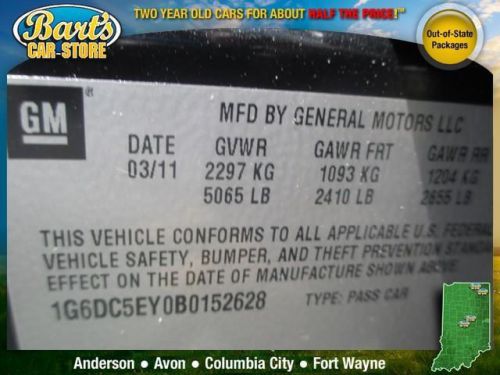 Bart's
CAR STORE
TWO YEAR OLD CARS FOR ABOUT HALF THE PRICE!™
Out-of-State
Packages
GM
®
MFD BY GENERAL MOTORS LLC
DATE GVWR GAWR FRT GAWR RR
03/11 2297 KG 1093 KG 1204 KG
5065 LB 2410 LB 2655 LB
THIS VEHICLE CONFORMS TO ALL APPLICABLE U.S. FEDERAL
VEHICLE SAFETY, BUMPER, AND THEFT PREVENTION STANDA
EFFECT ON THE DATE OF MANUFACTURE SHOWN ABOVE.
1G6DC5EY0B0152628 TYPE: PASS CAR
Anderson • Avon • Columbia City • Fort Wayne